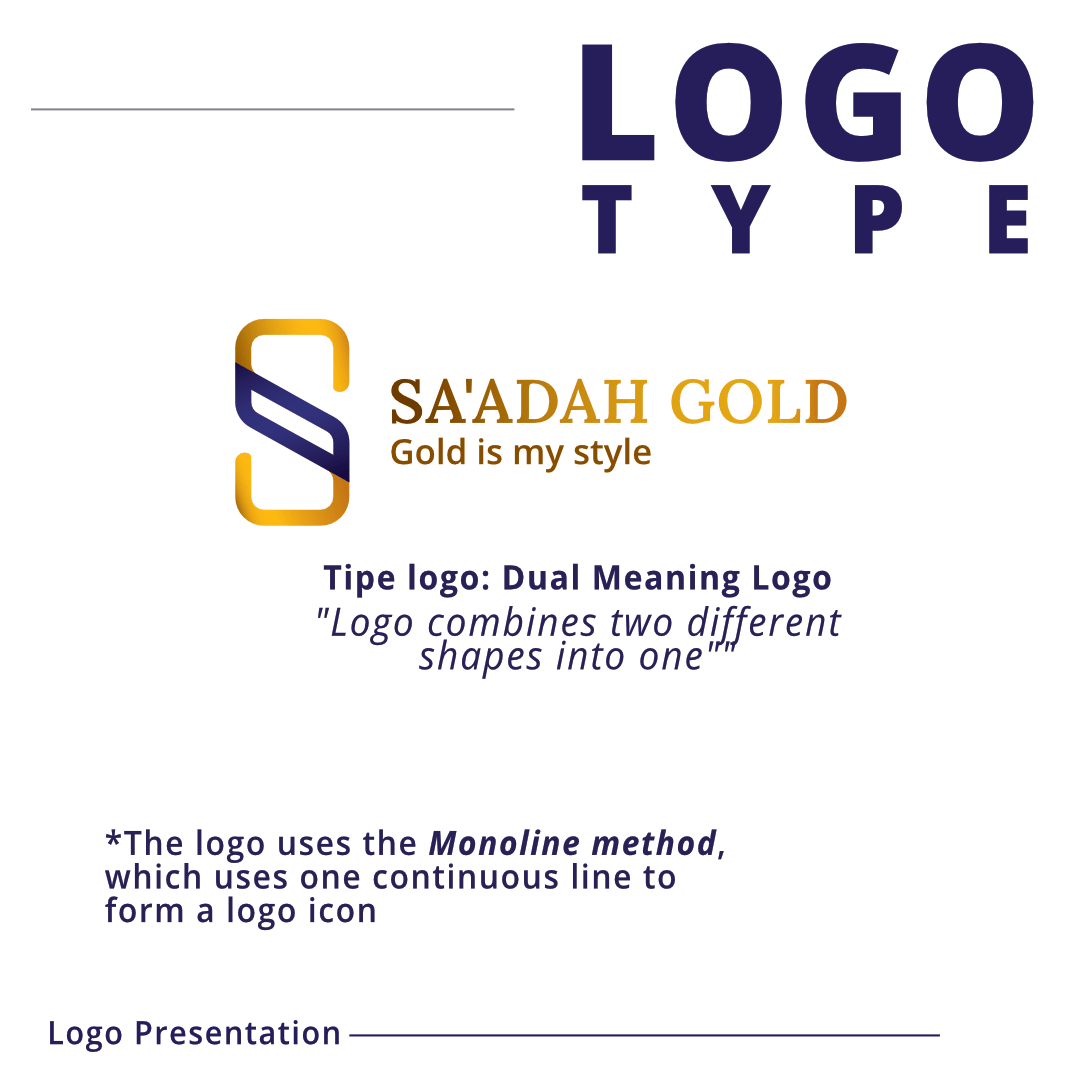 LOGO
TYPE
SA'ADAH GOLD
Gold is my style
Tipe logo: Dual Meaning Logo
"Logo combines two different
shapes into one""
*The logo uses the Monoline method,
which uses one continuous line to
form a logo icon
Logo Presentation